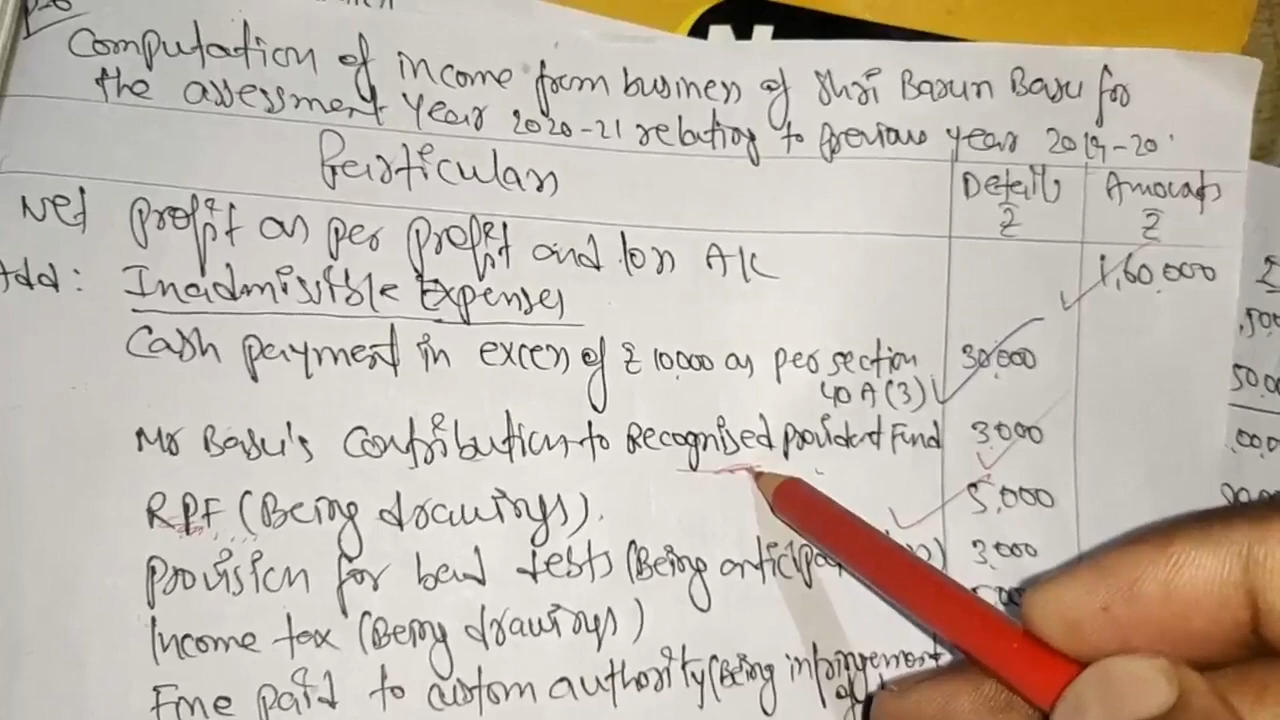 Computation of income from business of Shri Barun Basu for
the assessment Year 2020-21 relating to previous year 2019-20
Particulars Details ₹ Amounts ₹
Net profit as per profit and loss A/c 1,60,000
Add: Inadmissible Expenses
Cash payment in excess of ₹ 10,000 as per section 40A(3) 30,000
Mr Basu's contribution to Recognised provident Fund 3,000
RPF (Being drawings). 5,000
provision for bad debts (Being 3,000
Income tax (Being drawings)
Fine paid to custom authority (Being infringement